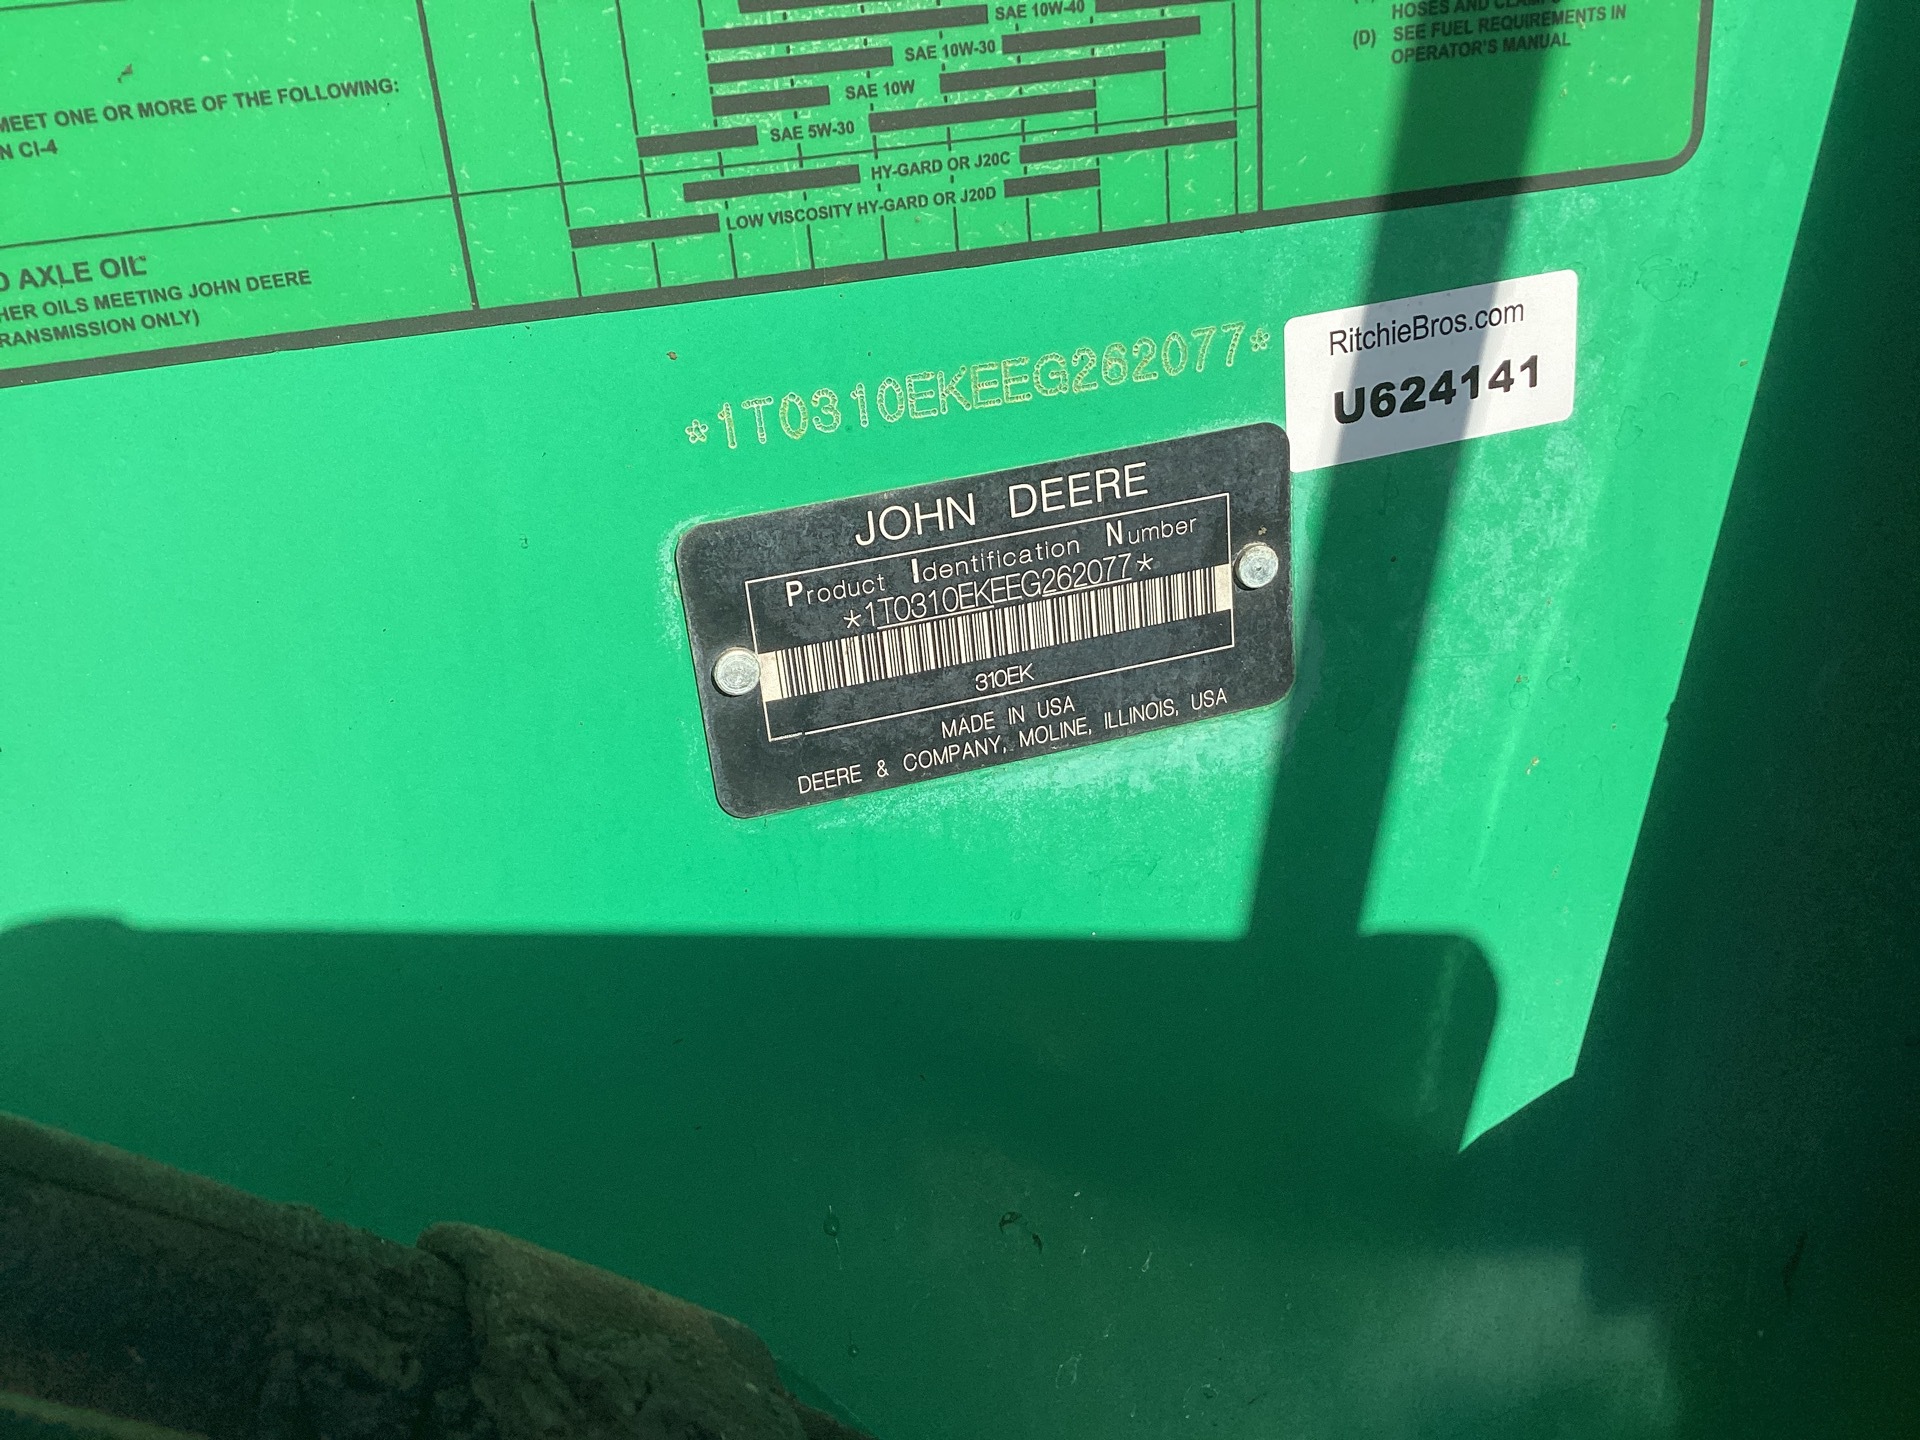 SAE 10W-40
SAE 10W-30
SAE 10W
SAE 5W-30
HY-GARD OR J20C
LOW VISCOSITY HY-GARD OR J20D
MEET ONE OR MORE OF THE FOLLOWING:
N CI-4
AXLE OIL
HER OILS MEETING JOHN DEERE
RANSMISSION ONLY)
HOSES AND
(D) SEE FUEL REQUIREMENTS IN
OPERATOR'S MANUAL
*1T0310EKEEG262077*
RitchieBros.com
U624141
JOHN DEERE
Product Identification Number
*1T0310EKEEG262077*
310EK
MADE IN USA
DEERE & COMPANY, MOLINE, ILLINOIS, USA